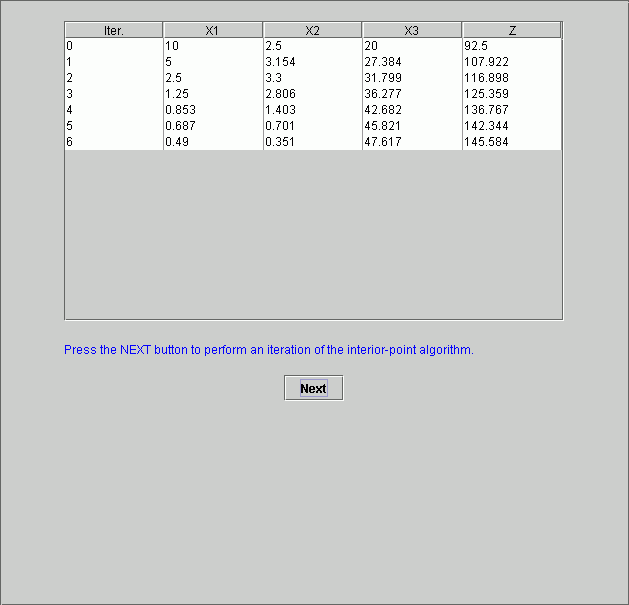 Iter. X1 X2 X3 Z
0 10 2.5 20 92.5
1 5 3.154 27.384 107.922
2 2.5 3.3 31.799 116.898
3 1.25 2.806 36.277 125.359
4 0.853 1.403 42.682 136.767
5 0.687 0.701 45.821 142.344
6 0.49 0.351 47.617 145.584
Press the NEXT button to perform an iteration of the interior-point algorithm.
Next